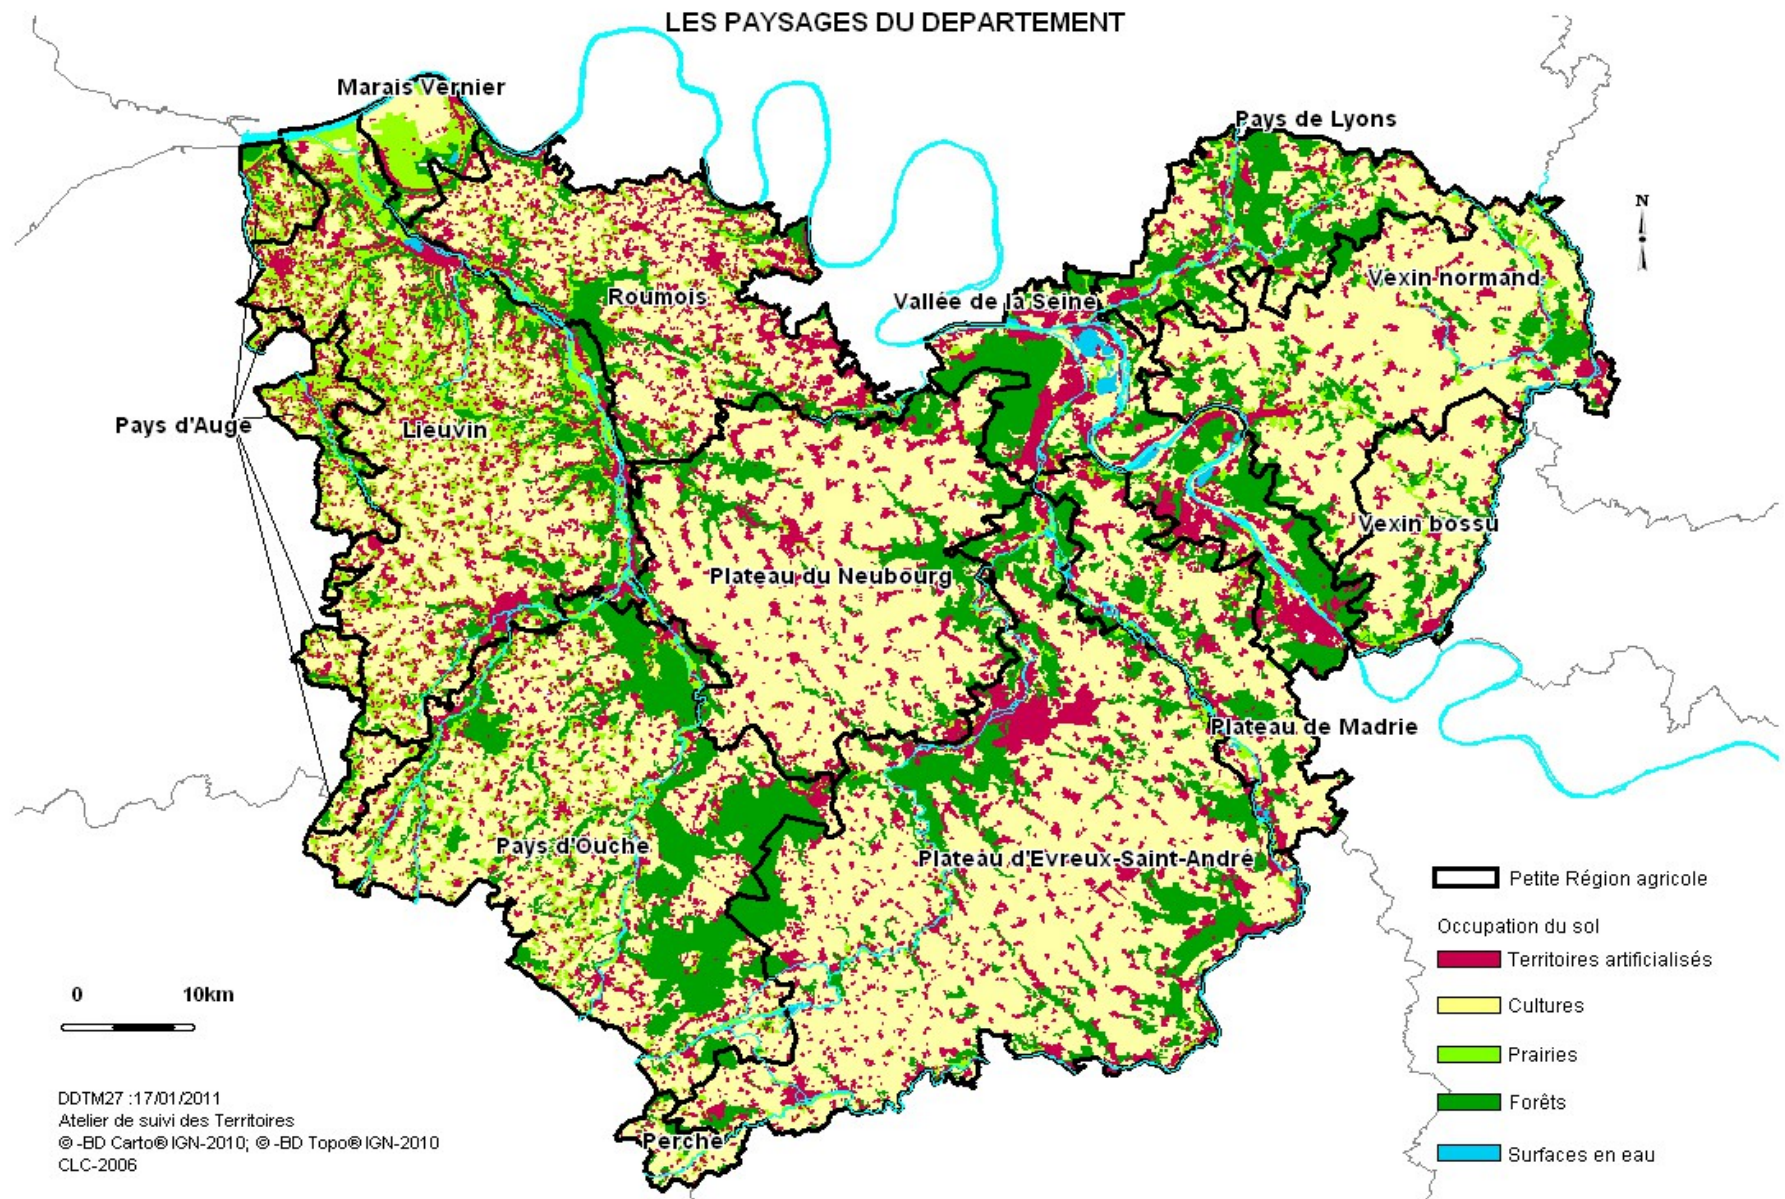 LES PAYSAGES DU DEPARTEMENT
Marais Vernier
Pays de Lyons
N
Vexin normand
Roumois
Vallée de la Seine
Pays d'Auge
Lieuvin
Vexin bossu
Plateau du Neubourg
Plateau de Madrie
Pays d'Ouche
Plateau d'Evreux-Saint-André
Perche
Petite Région agricole
Occupation du sol
Territoires artificialisés
Cultures
Prairies
Forêts
Surfaces en eau
0 10km
DDTM27 :17/01/2011
Atelier de suivi des Territoires
©-BD Carto®IGN-2010; ©-BD Topo®IGN-2010
CLC-2006